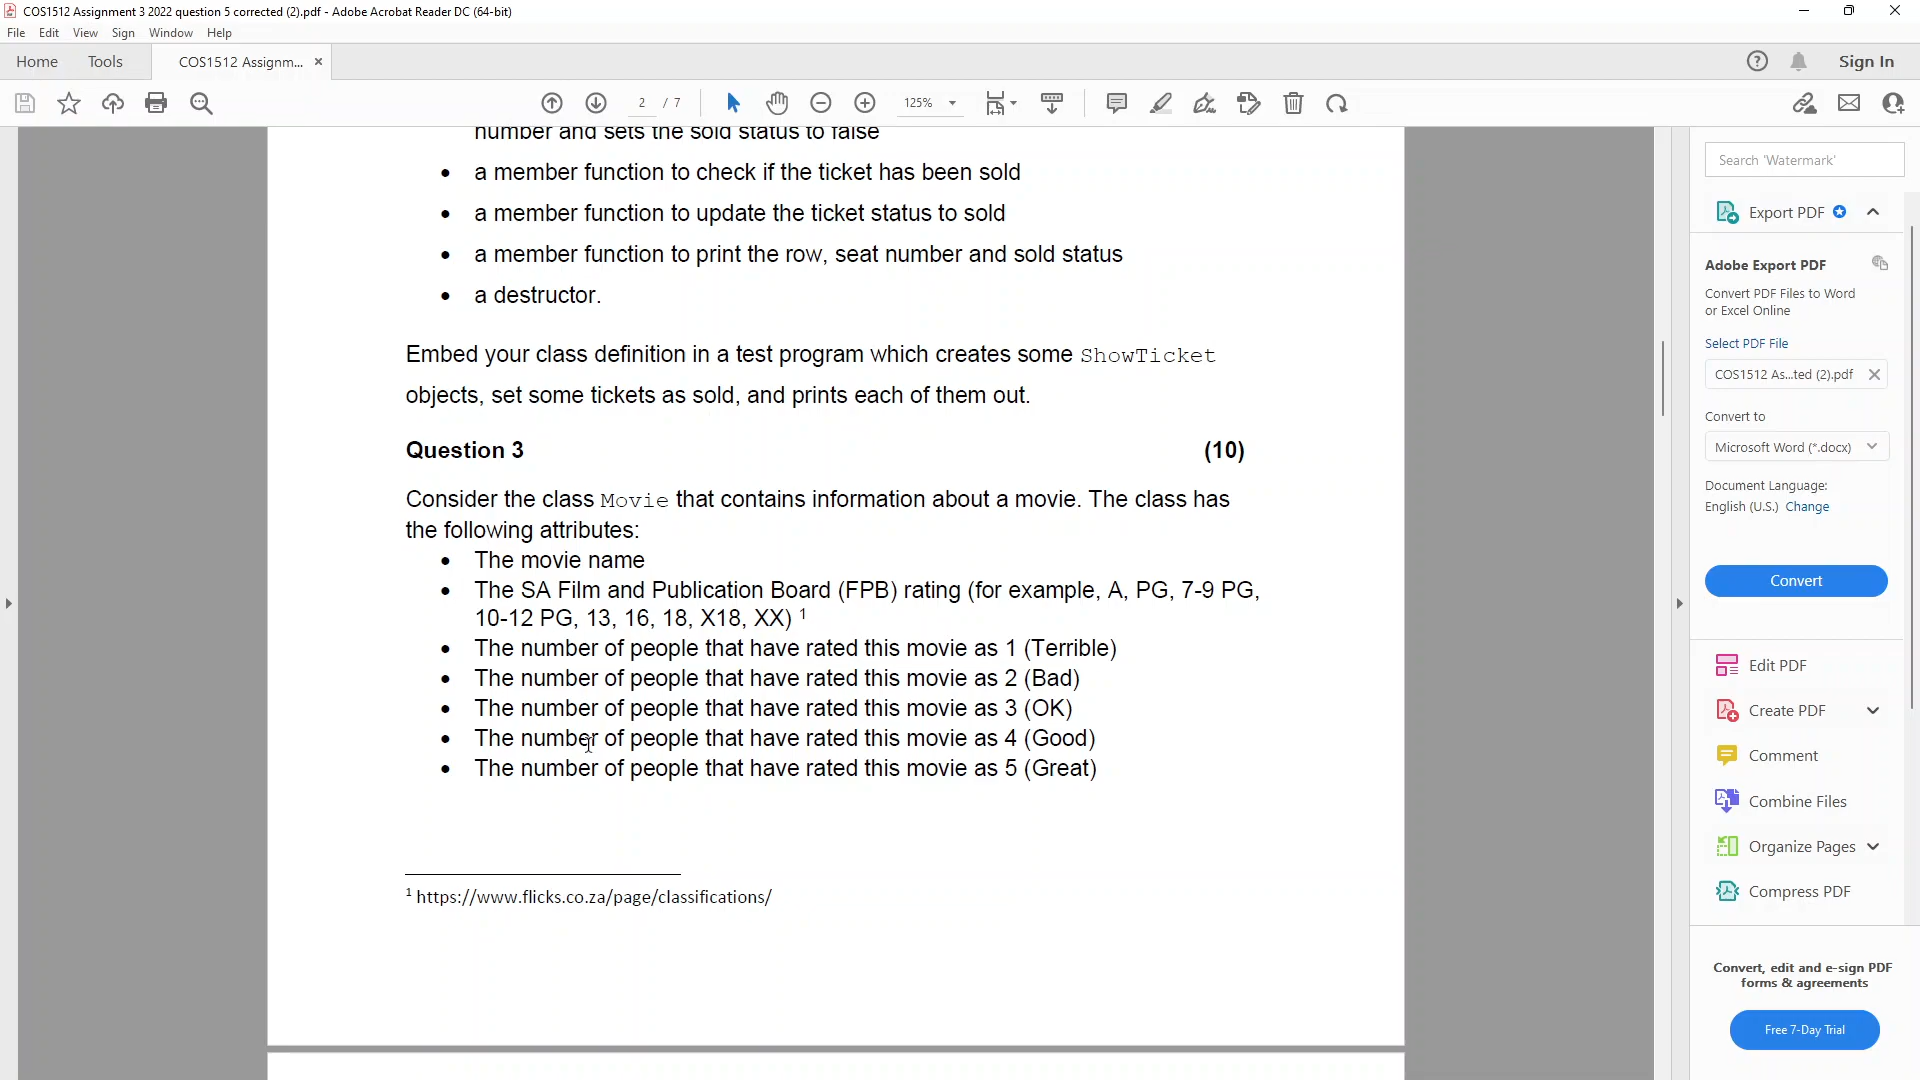 COS1512 Assignment 3 2022 question 5 corrected (2).pdf - Adobe Acrobat Reader DC (64-bit)
File Edit View Sign Window Help
Home Tools COS1512 Assignm... × Sign In
2 / 7 125%
number and sets the sold status to false
• a member function to check if the ticket has been sold
• a member function to update the ticket status to sold
• a member function to print the row, seat number and sold status
• a destructor.
Embed your class definition in a test program which creates some ShowTicket
objects, set some tickets as sold, and prints each of them out.
Question 3 (10)
Consider the class Movie that contains information about a movie. The class has
the following attributes:
• The movie name
• The SA Film and Publication Board (FPB) rating (for example, A, PG, 7-9 PG,
10-12 PG, 13, 16, 18, X18, XX) 1
• The number of people that have rated this movie as 1 (Terrible)
• The number of people that have rated this movie as 2 (Bad)
• The number of people that have rated this movie as 3 (OK)
• The number of people that have rated this movie as 4 (Good)
• The number of people that have rated this movie as 5 (Great)
1 https://www.flicks.co.za/page/classifications/
Search 'Watermark'
Export PDF
Adobe Export PDF
Convert PDF Files to Word
or Excel Online
Select PDF File
COS1512 As...ted (2).pdf
Convert to
Microsoft Word (*.docx)
Document Language:
English (U.S.) Change
Convert
Edit PDF
Create PDF
Comment
Combine Files
Organize Pages
Compress PDF
Convert, edit and e-sign PDF
forms & agreements
Free 7-Day Trial